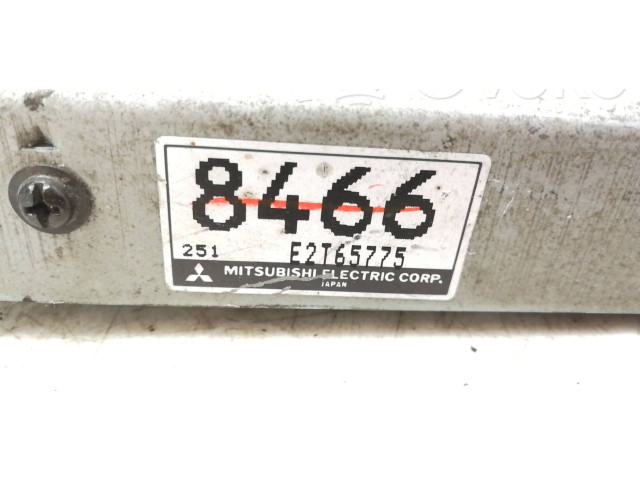 8466
251 E2T65775
MITSUBISHI ELECTRIC CORP.
JAPAN